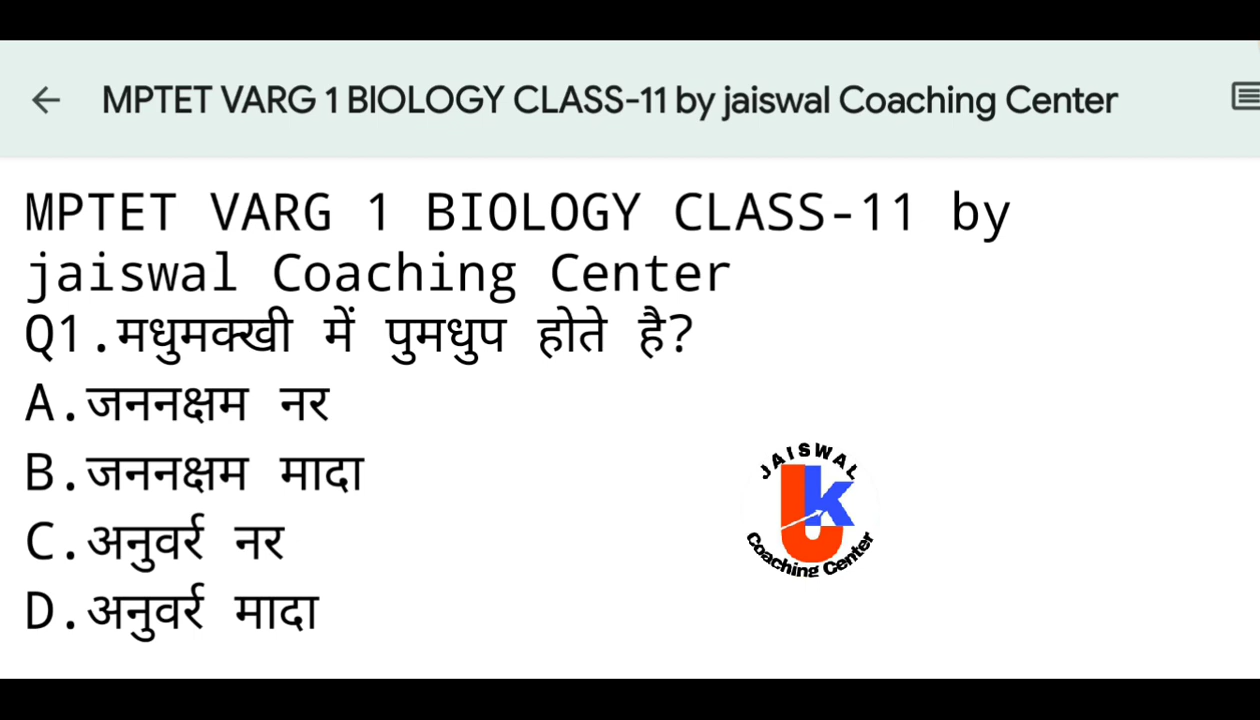 MPTET VARG 1 BIOLOGY CLASS-11 by jaiswal Coaching Center
MPTET VARG 1 BIOLOGY CLASS-11 by
jaiswal Coaching Center
Q1.मधुमक्खी में पुमधुप होते है?
A.जननक्षम नर
B.जननक्षम मादा
C.अनुवर्र नर
D.अनुवर्र मादा
JAISWAL
Jk
Coaching Center